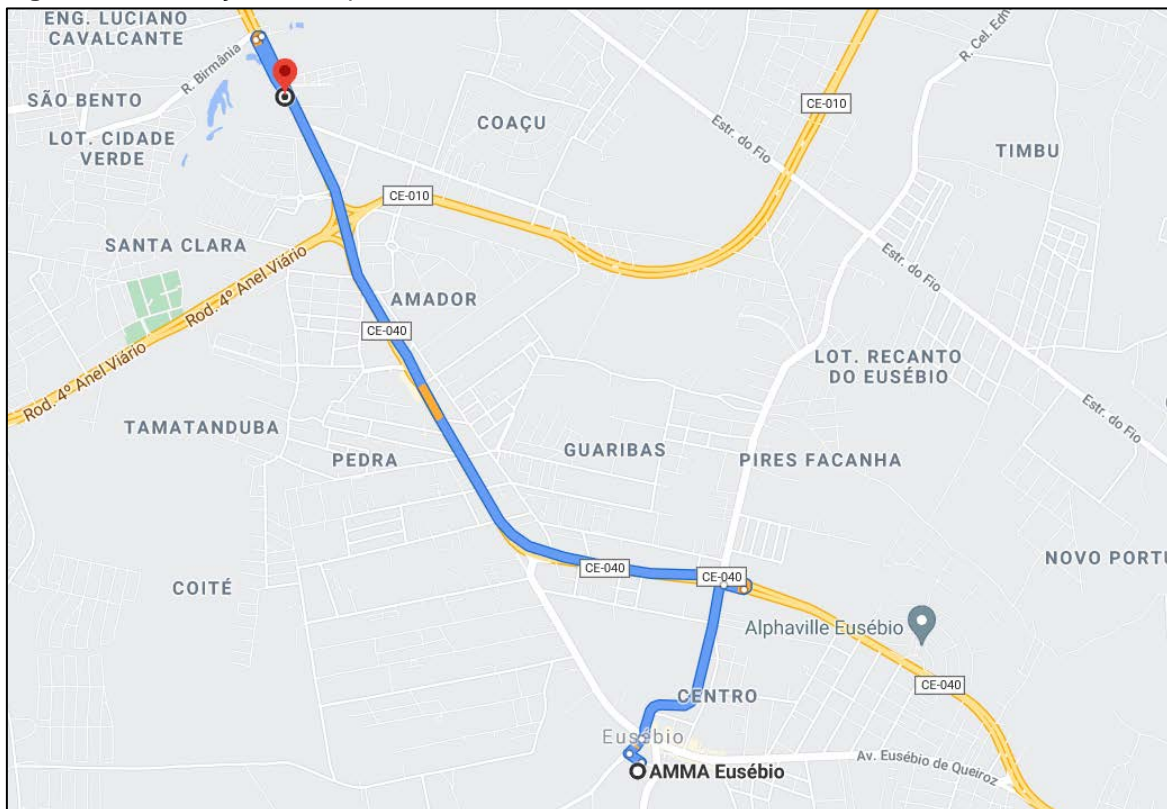 ENG. LUCIANO
CAVALCANTE
R. Birmânia
SÃO BENTO
LOT. CIDADE
VERDE
COAÇU
CE-010
R. Cel. Edm
Estr. do Fio
TIMBU
CE-010
SANTA CLARA
Rod. 4º Anel Viário
Rod. 4º Anel Viário
AMADOR
CE-040
Estr. do Fio
LOT. RECANTO
DO EUSÉBIO
Estr. do Fio
TAMATANDUBA
PEDRA
GUARIBAS
PIRES FACANHA
CE-040
CE-040
NOVO PORTU
COITÉ
Alphaville Eusébio
CE-040
CENTRO
Eusébio
AMMA Eusébio
Av. Eusébio de Queiroz